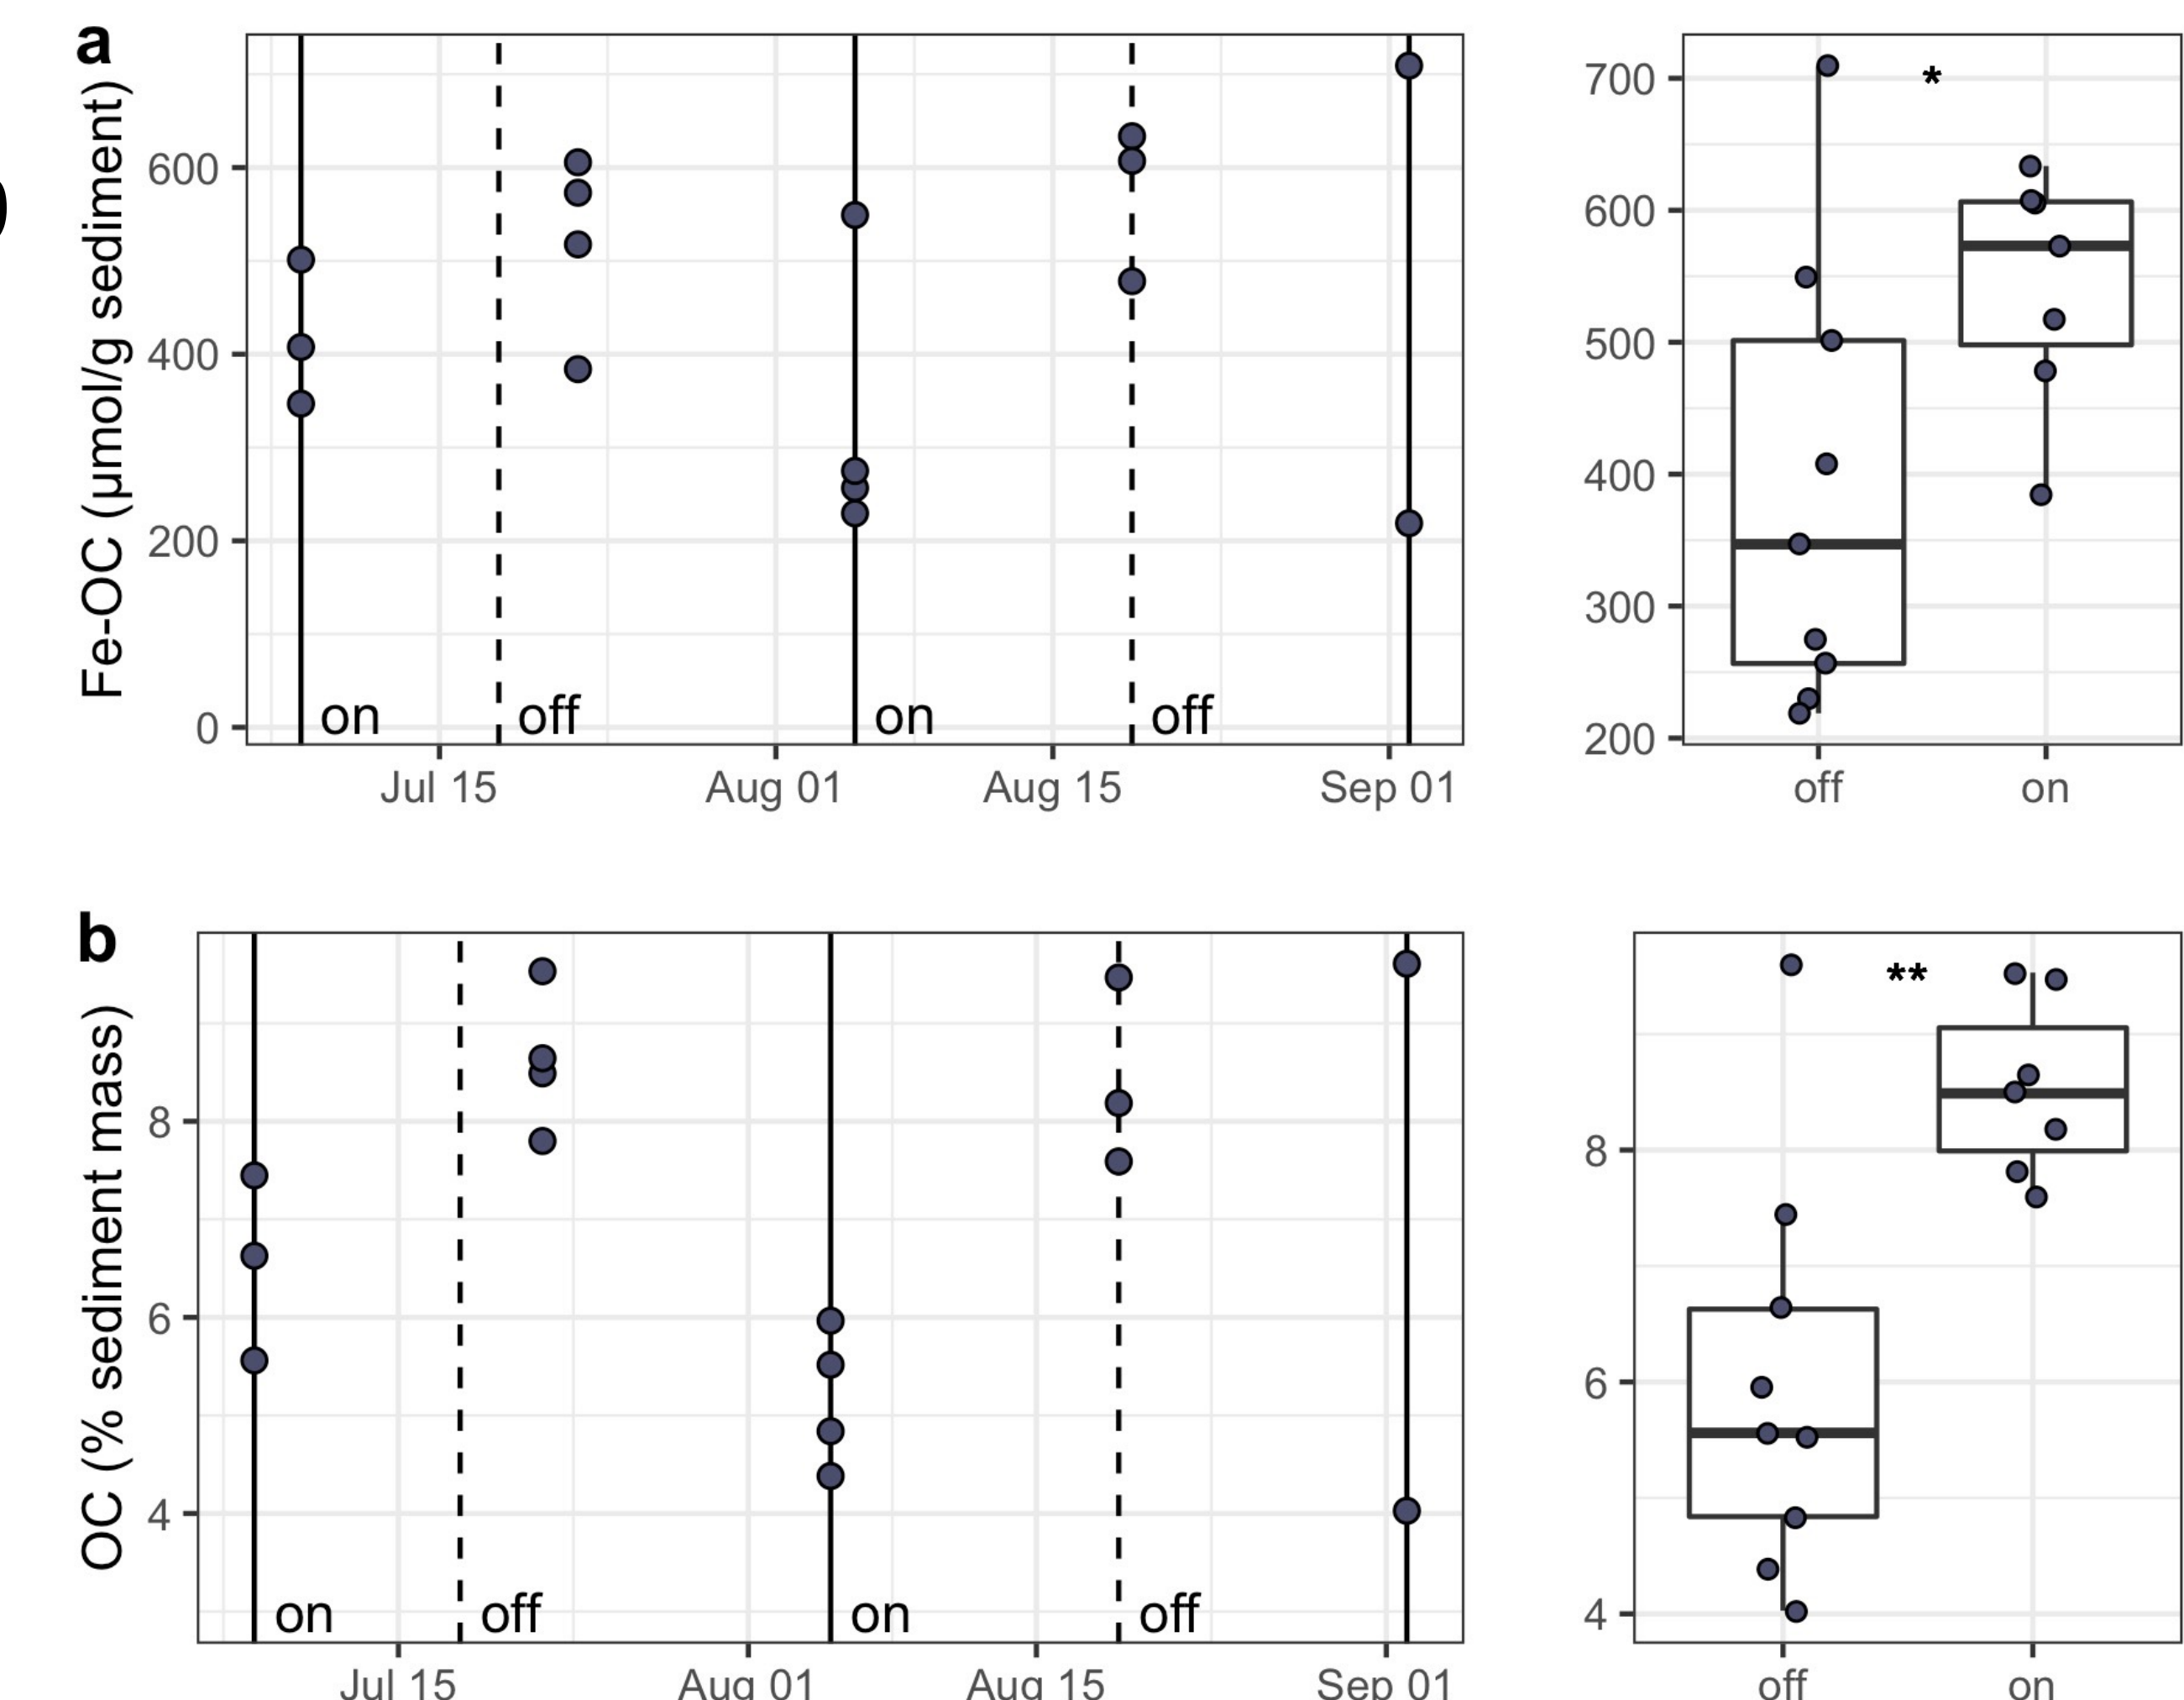 a
Fe-OC (µmol/g sediment)
600
400
200
0
on
off
on
off
Jul 15
Aug 01
Aug 15
Sep 01
700
600
500
400
300
200
*
off
on
b
OC (% sediment mass)
8
6
4
on
off
on
off
Jul 15
Aug 01
Aug 15
Sep 01
8
6
4
**
off
on